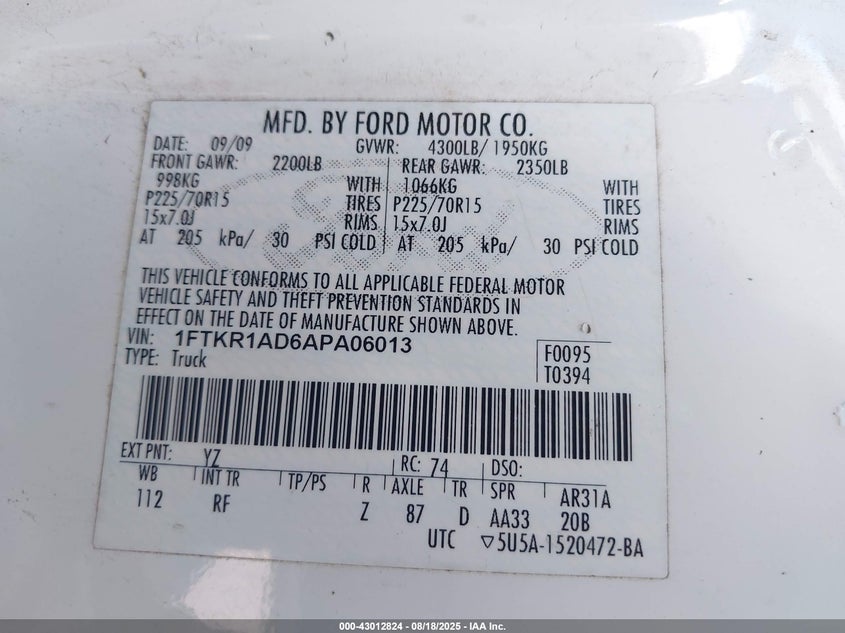 MFD. BY FORD MOTOR CO.
DATE: 09/09 GVWR: 4300LB/ 1950KG
FRONT GAWR: 2200LB REAR GAWR: 2350LB
998KG WITH 1066KG WITH
P225/70R15 TIRES P225/70R15 TIRES
15x7.0J RIMS 15x7.0J RIMS
AT 205 kPa/ 30 PSI COLD AT 205 kPa/ 30 PSI COLD
THIS VEHICLE CONFORMS TO ALL APPLICABLE FEDERAL MOTOR
VEHICLE SAFETY AND THEFT PREVENTION STANDARDS IN
EFFECT ON THE DATE OF MANUFACTURE SHOWN ABOVE.
VIN: 1FTKR1AD6APA06013 F0095
TYPE: Truck T0394
EXT PNT: YZ RC: 74 DSO:
WB INT TR TP/PS R AXLE TR SPR AR31A
112 RF Z 87 D AA33 20B
UTC ▽5U5A-1520472-BA
000-43012824 / 08/18/2025 - IAA Inc.